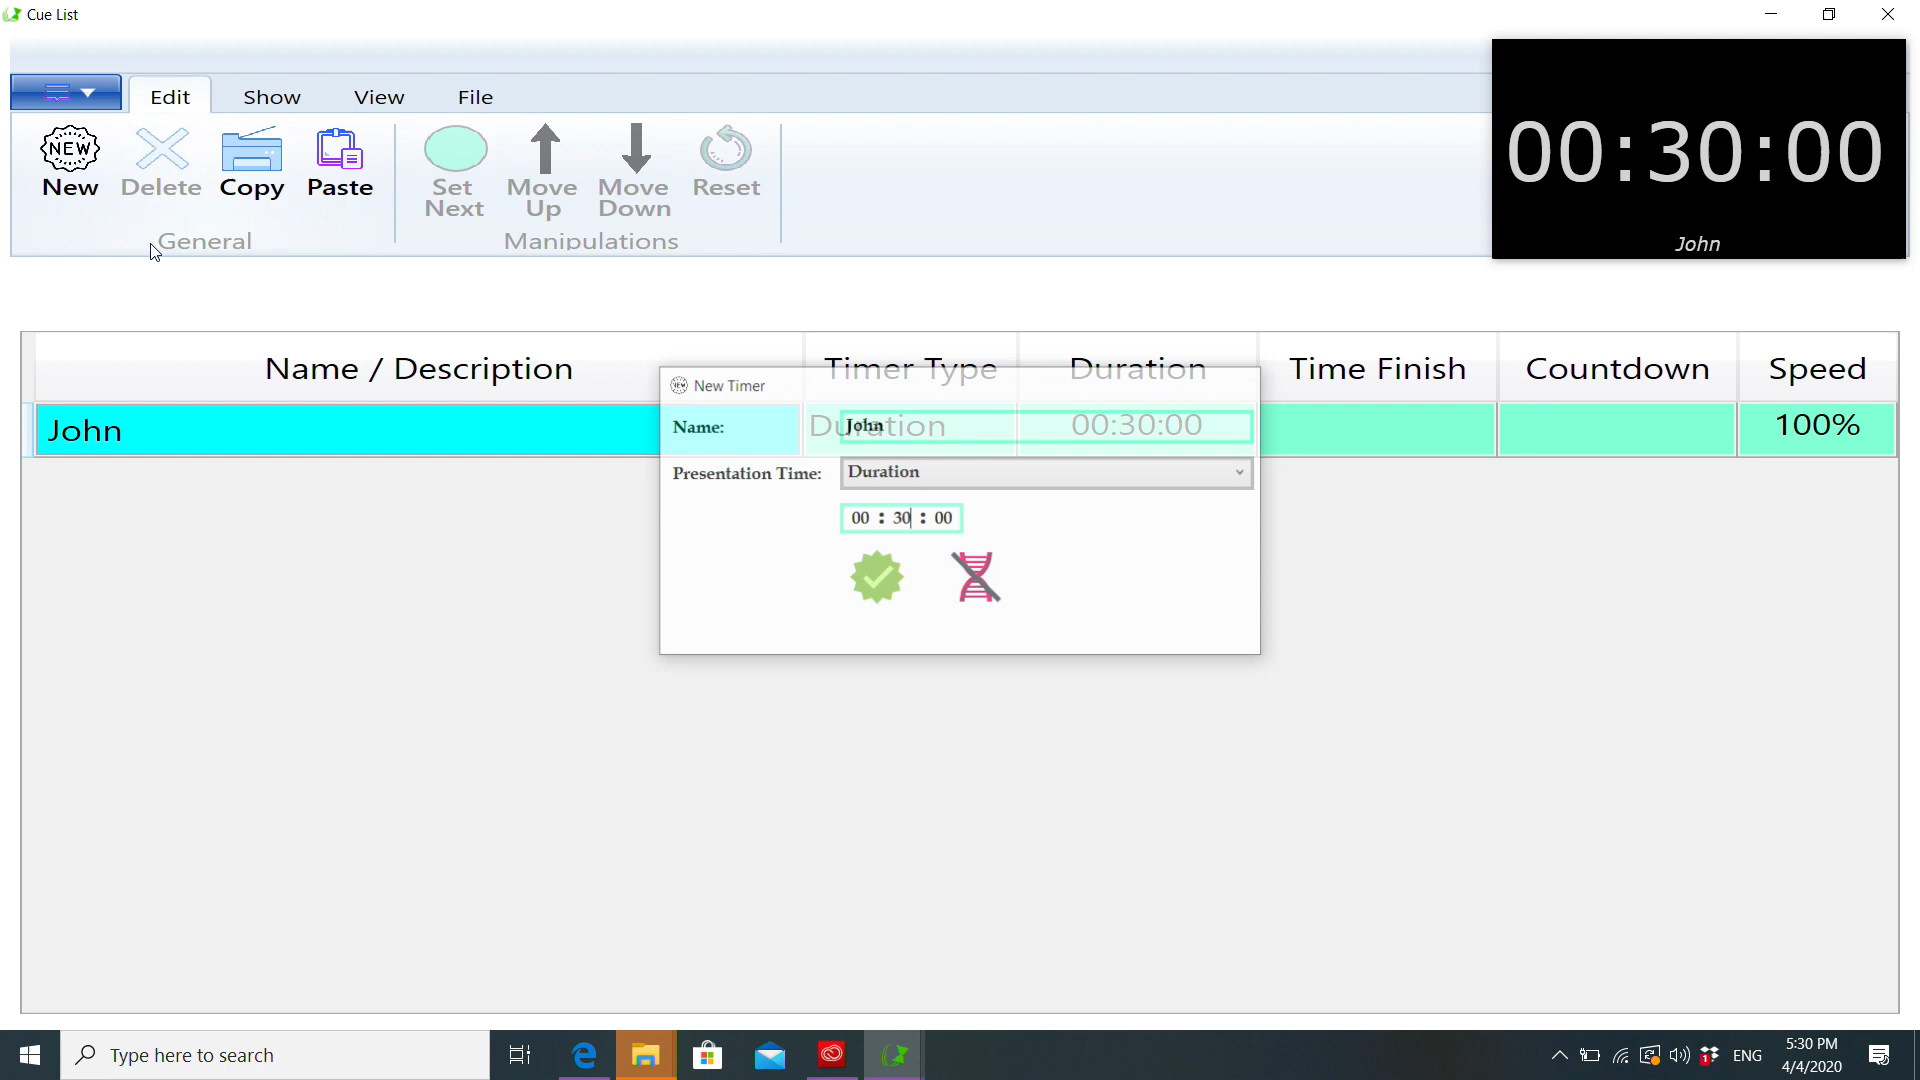 Cue List
Edit
Show
View
File
NEW
New
Delete
Copy
Paste
Set Next
Move Up
Move Down
Reset
General
Manipulations
00:30:00
John
Name / Description
Timer Type
Duration
Time Finish
Countdown
Speed
John
Duration
00:30:00
100%
NEW
New Timer
Name:
John
Presentation Time:
Duration
00 : 30 : 00
Type here to search
1
ENG
5:30 PM
4/4/2020